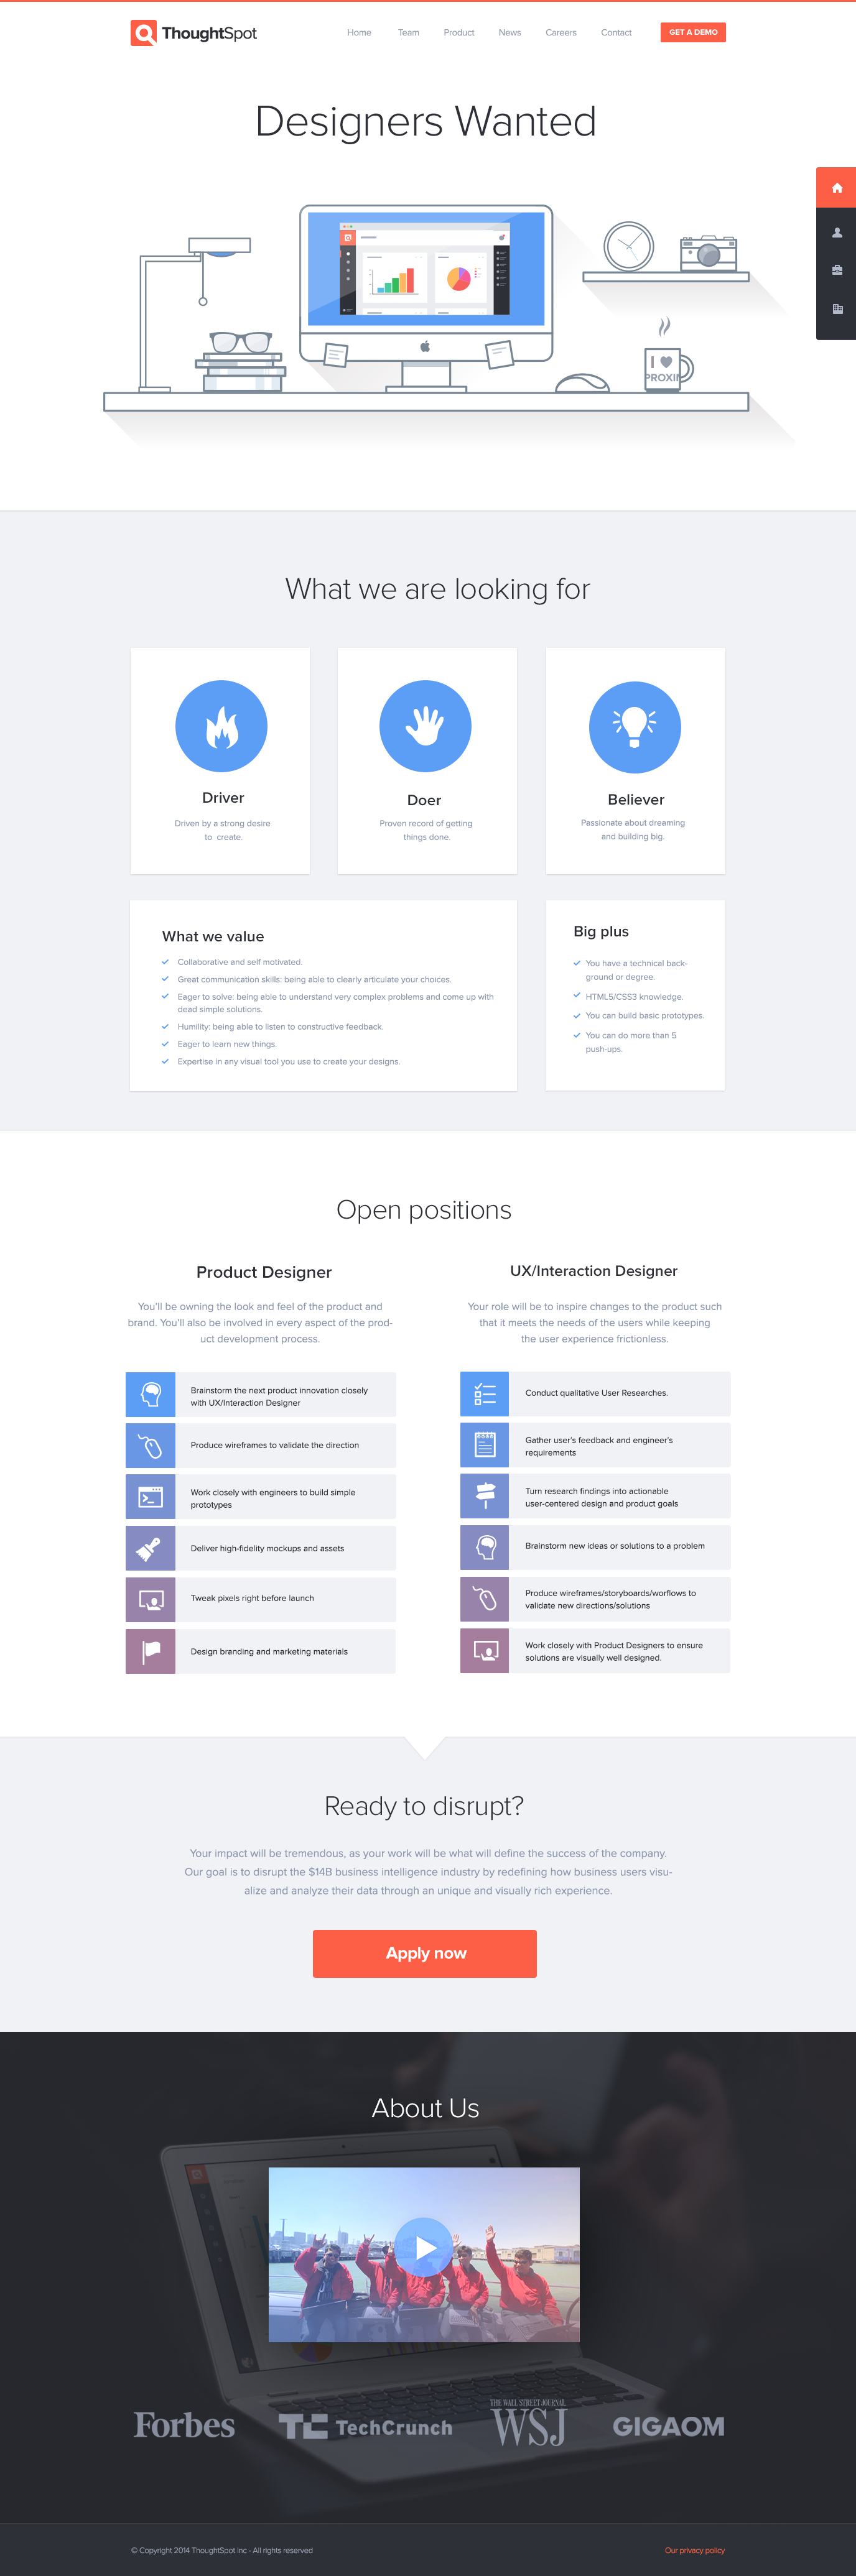 ThoughtSpot
Home Team Product News Careers Contact GET A DEMO
Designers Wanted
I
PROXI
What we are looking for
Driver
Driven by a strong desire
to create.
Doer
Proven record of getting
things done.
Believer
Passionate about dreaming
and building big.
What we value
Collaborative and self motivated.
Great communication skills: being able to clearly articulate your choices.
Eager to solve: being able to understand very complex problems and come up with
dead simple solutions.
Humility: being able to listen to constructive feedback.
Eager to learn new things.
Expertise in any visual tool you use to create your designs.
Big plus
You have a technical back-
ground or degree.
HTML5/CSS3 knowledge.
You can build basic prototypes.
You can do more than 5
push-ups.
Open positions
Product Designer
You'll be owning the look and feel of the product and
brand. You'll also be involved in every aspect of the prod-
uct development process.
Brainstorm the next product innovation closely
with UX/Interaction Designer
Produce wireframes to validate the direction
Work closely with engineers to build simple
prototypes
Deliver high-fidelity mockups and assets
Tweak pixels right before launch
Design branding and marketing materials
UX/Interaction Designer
Your role will be to inspire changes to the product such
that it meets the needs of the users while keeping
the user experience frictionless.
Conduct qualitative User Researches.
Gather user's feedback and engineer's
requirements
Turn research findings into actionable
user-centered design and product goals
Brainstorm new ideas or solutions to a problem
Produce wireframes/storyboards/worflows to
validate new directions/solutions
Work closely with Product Designers to ensure
solutions are visually well designed.
Ready to disrupt?
Your impact will be tremendous, as your work will be what will define the success of the company.
Our goal is to disrupt the $14B business intelligence industry by redefining how business users visu-
alize and analyze their data through an unique and visually rich experience.
Apply now
About Us
Forbes
TC TechCrunch
THE WALL STREET JOURNAL
WSJ
GIGAOM
© Copyright 2014 ThoughtSpot Inc - All rights reserved
Our privacy policy